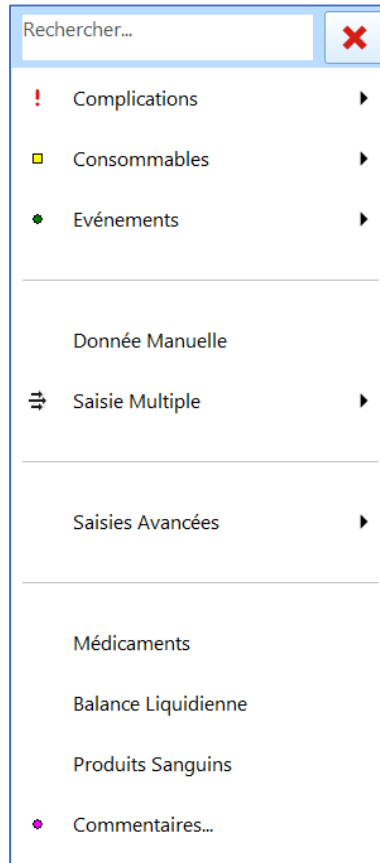 Rechercher...
Complications
Consommables
Evénements
Donnée Manuelle
Saisie Multiple
Saisies Avancées
Médicaments
Balance Liquidienne
Produits Sanguins
Commentaires...